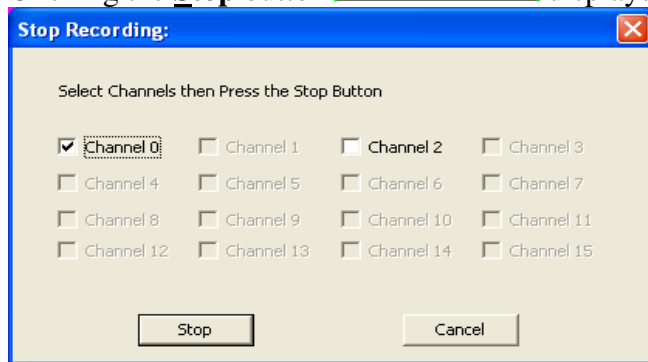 Stop button
Stop Recording:
Select Channels then Press the Stop Button
Channel 0 Channel 1 Channel 2 Channel 3
Channel 4 Channel 5 Channel 6 Channel 7
Channel 8 Channel 9 Channel 10 Channel 11
Channel 12 Channel 13 Channel 14 Channel 15
Stop Cancel